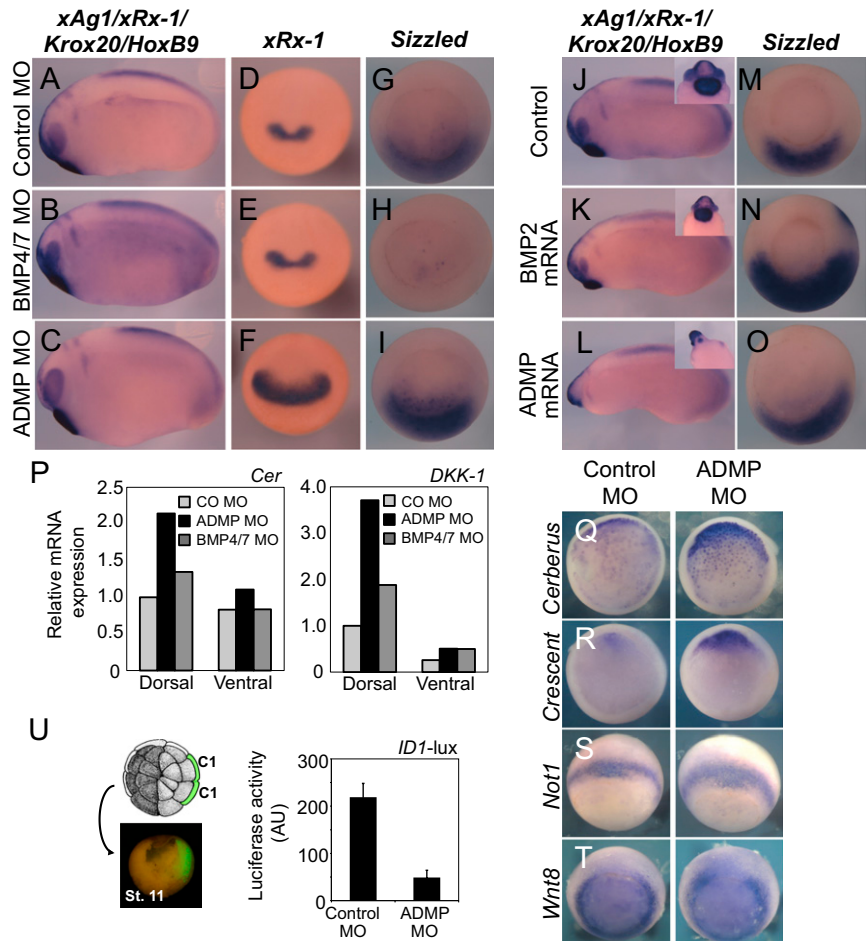 xAg1/xRx-1/
Krox20/HoxB9
xRx-1
Sizzled
Control MO
A
D
G
BMP4/7 MO
B
E
H
ADMP MO
C
F
I
xAg1/xRx-1/
Krox20/HoxB9
Sizzled
Control
J
M
BMP2
mRNA
K
N
ADMP
mRNA
L
O
P
Cer
DKK-1
Relative mRNA
expression
2.5
2.0
1.5
1.0
0.5
0
CO MO
ADMP MO
BMP4/7 MO
Dorsal
Ventral
4.0
3.0
2.0
1.0
0
CO MO
ADMP MO
BMP4/7 MO
Dorsal
Ventral
Control
MO
ADMP
MO
Cerberus
Q
Crescent
R
Not1
S
Wnt8
T
U
C1
C1
St. 11
ID1-lux
Luciferase activity
(AU)
300
200
100
50
0
Control
MO
ADMP
MO